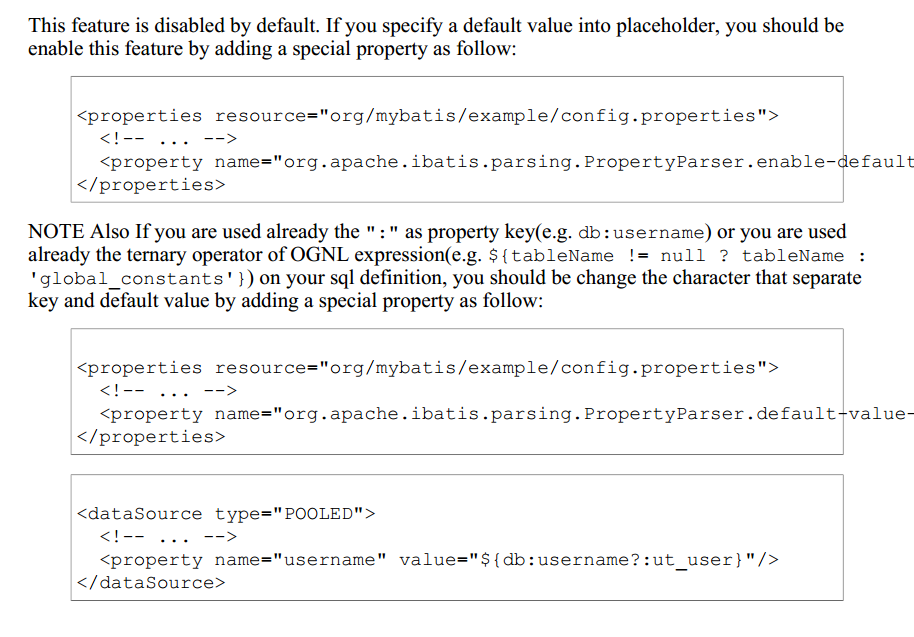 This feature is disabled by default. If you specify a default value into placeholder, you should be
enable this feature by adding a special property as follow:
<properties resource="org/mybatis/example/config.properties">
<!-- ... -->
<property name="org.apache.ibatis.parsing.PropertyParser.enable-default
</properties>
NOTE Also If you are used already the ":" as property key(e.g. db:username) or you are used
already the ternary operator of OGNL expression(e.g. ${tableName != null ? tableName :
'global_constants'}) on your sql definition, you should be change the character that separate
key and default value by adding a special property as follow:
<properties resource="org/mybatis/example/config.properties">
<!-- ... -->
<property name="org.apache.ibatis.parsing.PropertyParser.default-value-
</properties>
<dataSource type="POOLED">
<!-- ... -->
<property name="username" value="${db:username?:ut_user}"/>
</dataSource>